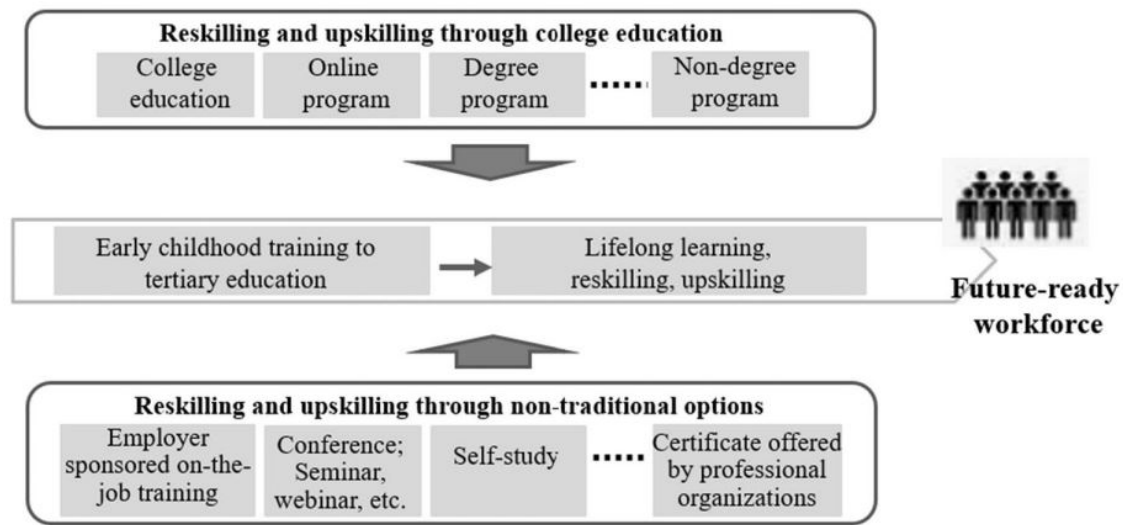 Reskilling and upskilling through college education
College
education
Online
program
Degree
program
Non-degree
program
Early childhood training to
tertiary education
Lifelong learning,
reskilling, upskilling
Future-ready
workforce
Reskilling and upskilling through non-traditional options
Employer
sponsored on-the-
job training
Conference;
Seminar,
webinar, etc.
Self-study
Certificate offered
by professional
organizations